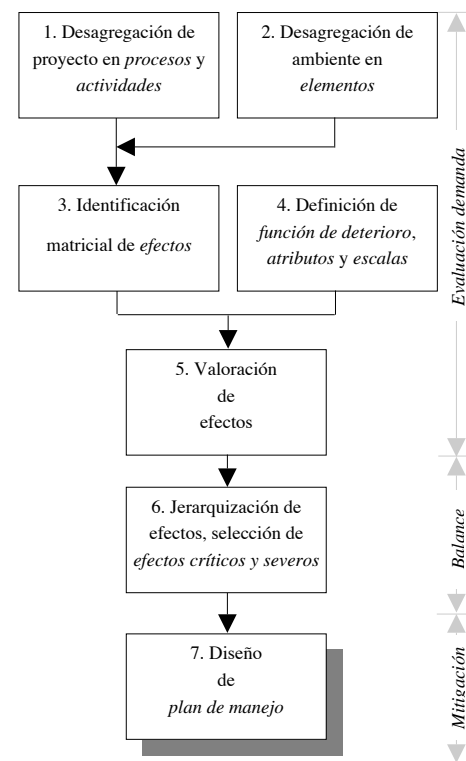 1. Desagregación de
proyecto en procesos y
actividades
2. Desagregación de
ambiente en
elementos
3. Identificación
matricial de efectos
4. Definición de
función de deterioro,
atributos y escalas
5. Valoración
de
efectos
6. Jerarquización de
efectos, selección de
efectos críticos y severos
7. Diseño
de
plan de manejo
Evaluación demanda
Balance
Mitigación